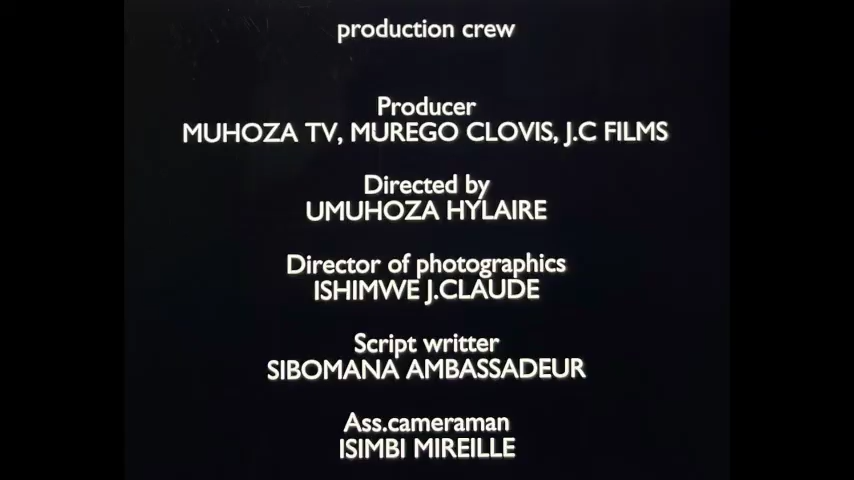 production crew
Producer
MUHOZA TV, MUREGO CLOVIS, J.C FILMS
Directed by
UMUHOZA HYLAIRE
Director of photographics
ISHIMWE J.CLAUDE
Script writter
SIBOMANA AMBASSADEUR
Ass.cameraman
ISIMBI MIREILLE